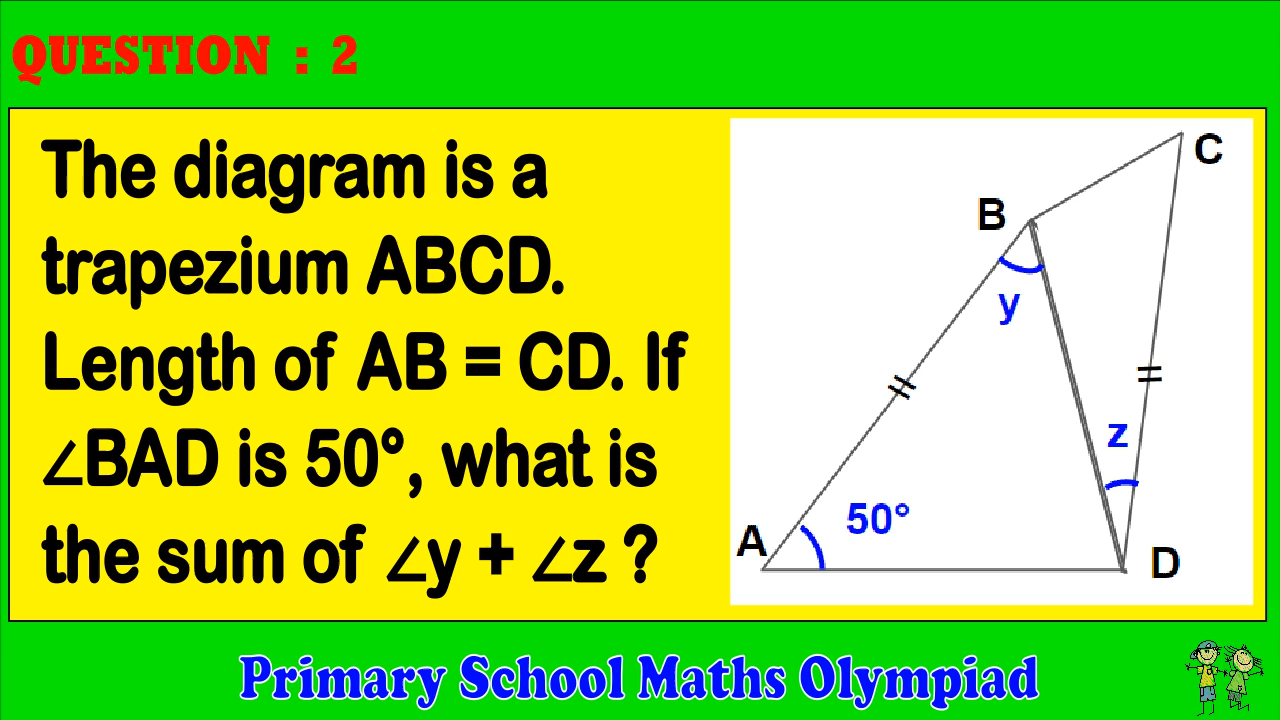 QUESTION : 2
The diagram is a
trapezium ABCD.
Length of AB = CD. If
∠BAD is 50°, what is
the sum of ∠y + ∠z ?
C
B
y
z
50°
A
D
Primary School Maths Olympiad